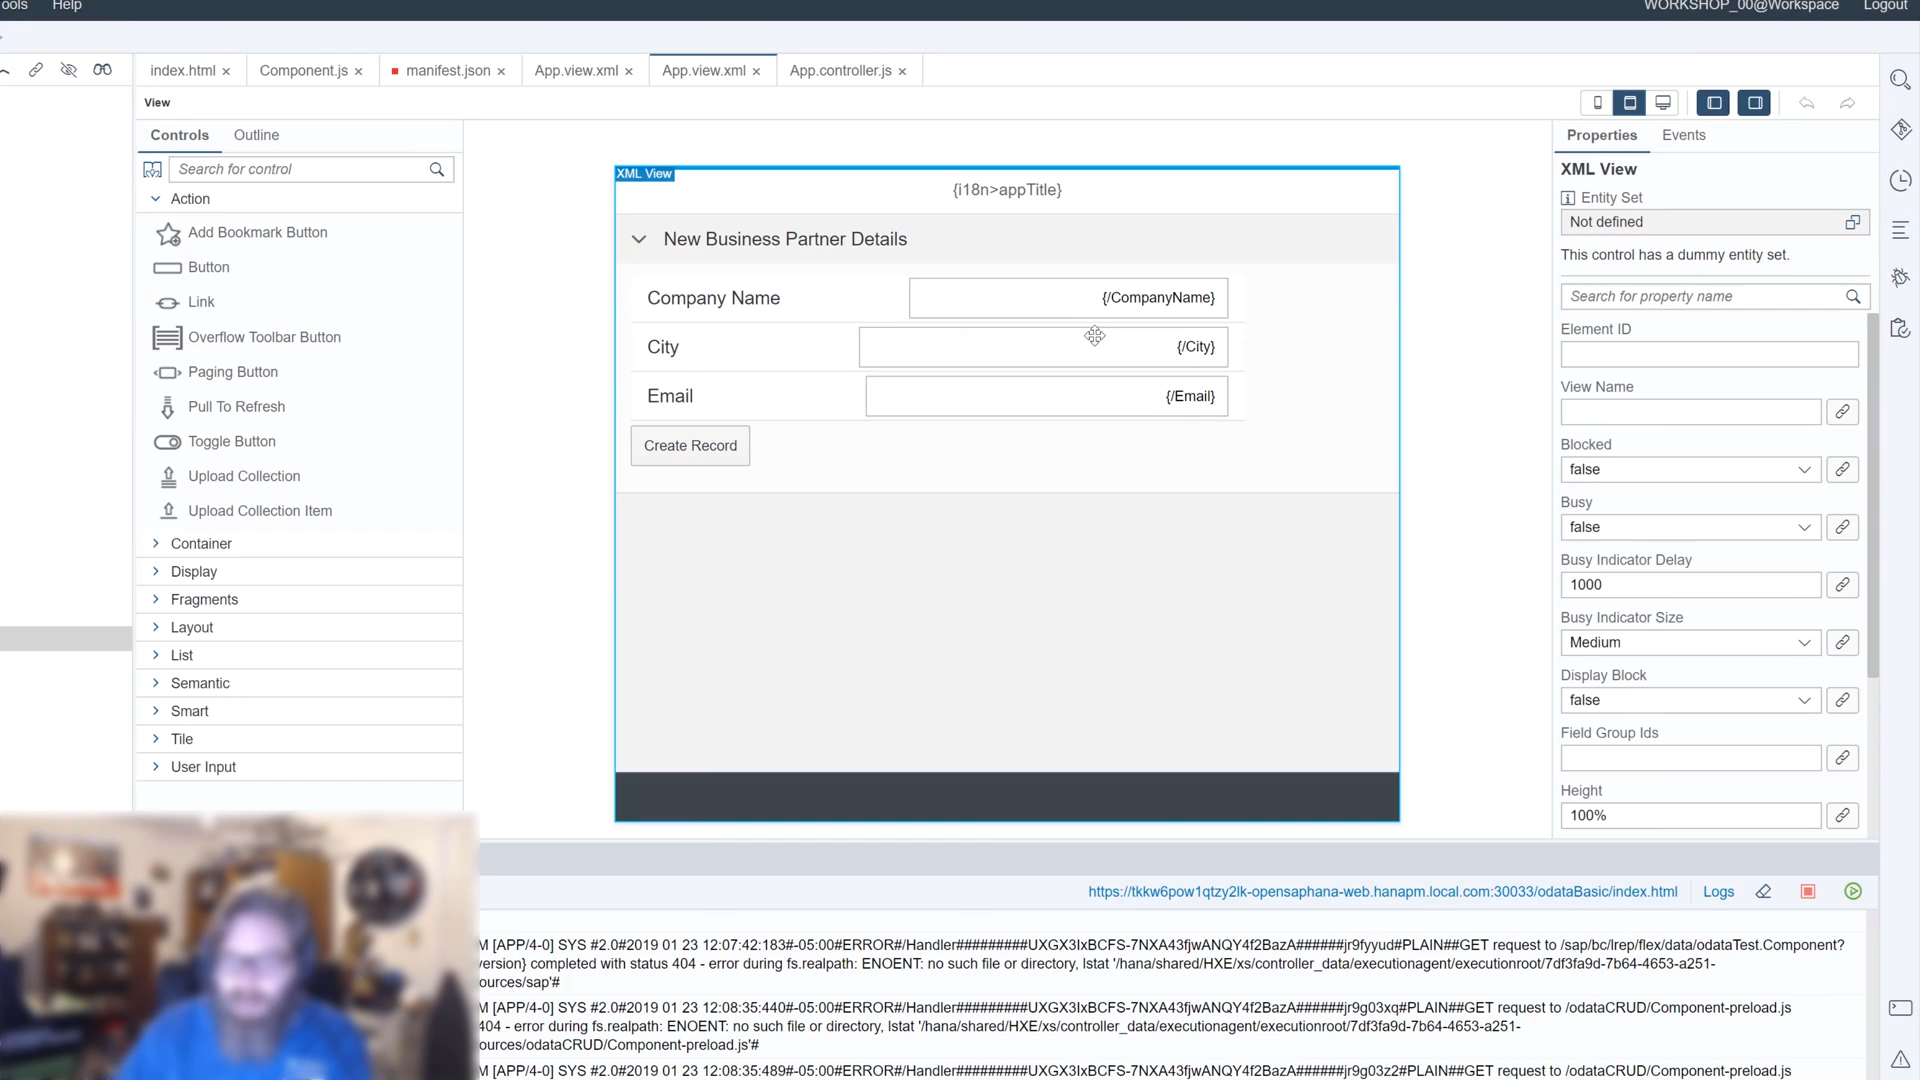 ools Help WORKSHOP_00@Workspace Logout
index.html × Component.js × manifest.json × App.view.xml × App.view.xml × App.controller.js ×
View
Controls Outline
Search for control
Action
Add Bookmark Button
Button
Link
Overflow Toolbar Button
Paging Button
Pull To Refresh
Toggle Button
Upload Collection
Upload Collection Item
Container
Display
Fragments
Layout
List
Semantic
Smart
Tile
User Input
XML View
{i18n>appTitle}
New Business Partner Details
Company Name {/CompanyName}
City {/City}
Email {/Email}
Create Record
Properties Events
XML View
Entity Set
Not defined
This control has a dummy entity set.
Search for property name
Element ID
View Name
Blocked
false
Busy
false
Busy Indicator Delay
1000
Busy Indicator Size
Medium
Display Block
false
Field Group Ids
Height
100%
https://tkkw6pow1qtzy2lk-opensaphana-web.hanapm.local.com:30033/odataBasic/index.html Logs
M [APP/4-0] SYS #2.0#2019 01 23 12:07:42:183#-05:00#ERROR#/Handler#########UXGX3IxBCFS-7NXA43fjwANQY4f2BazA######jr9fyyud#PLAIN##GET request to /sap/bc/lrep/flex/data/odataTest.Component?
version} completed with status 404 - error during fs.realpath: ENOENT: no such file or directory, lstat '/hana/shared/HXE/xs/controller_data/executionagent/executionroot/7df3fa9d-7b64-4653-a251-
ources/sap'#
M [APP/4-0] SYS #2.0#2019 01 23 12:08:35:440#-05:00#ERROR#/Handler#########UXGX3IxBCFS-7NXA43fjwANQY4f2BazA######jr9g03xq#PLAIN##GET request to /odataCRUD/Component-preload.js
404 - error during fs.realpath: ENOENT: no such file or directory, lstat '/hana/shared/HXE/xs/controller_data/executionagent/executionroot/7df3fa9d-7b64-4653-a251-
ources/odataCRUD/Component-preload.js'#
M [APP/4-0] SYS #2.0#2019 01 23 12:08:35:489#-05:00#ERROR#/Handler#########UXGX3IxBCFS-7NXA43fjwANQY4f2BazA######jr9g03z2#PLAIN##GET request to /odataCRUD/Component-preload.js